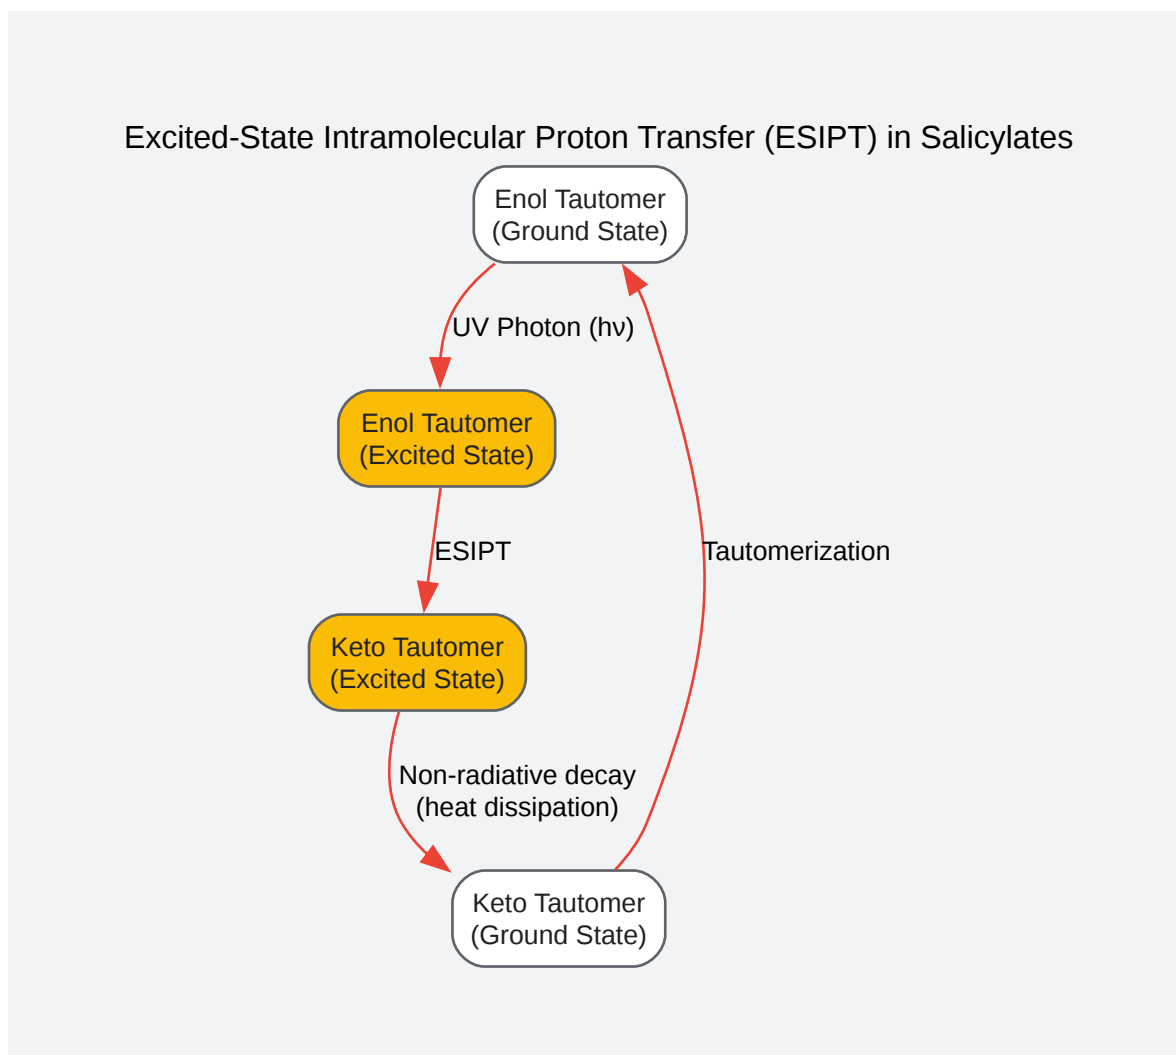 Excited-State Intramolecular Proton Transfer (ESIPT) in Salicylates
Enol Tautomer
(Ground State)
UV Photon (hν)
Enol Tautomer
(Excited State)
ESIPT
Tautomerization
Keto Tautomer
(Excited State)
Non-radiative decay
(heat dissipation)
Keto Tautomer
(Ground State)